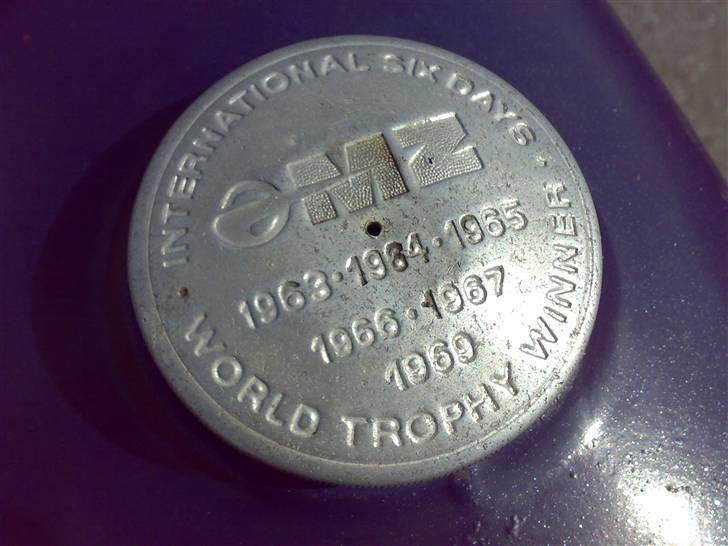 · INTERNATIONAL SIX DAYS ·
MZ
1963 · 1964 · 1965
1966 · 1967
1969
WORLD TROPHY WINNER